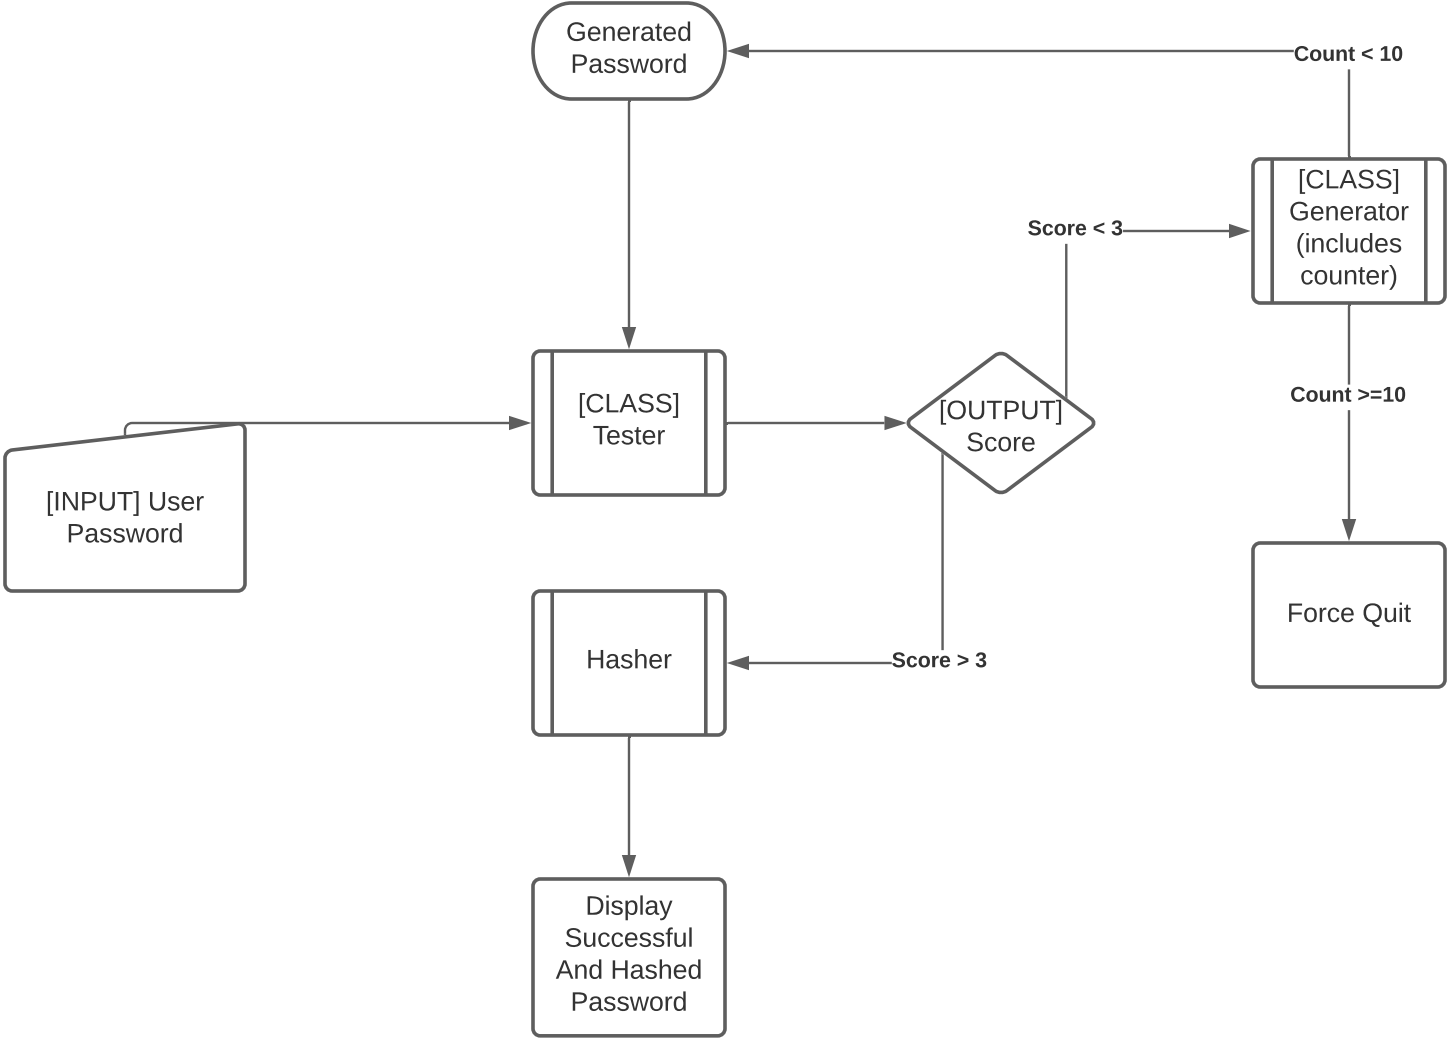 Generated
Password
Count < 10
[CLASS]
Generator
(includes
counter)
Score < 3
[CLASS]
Tester
[OUTPUT]
Score
Count >=10
[INPUT] User
Password
Hasher
Score > 3
Force Quit
Display
Successful
And Hashed
Password